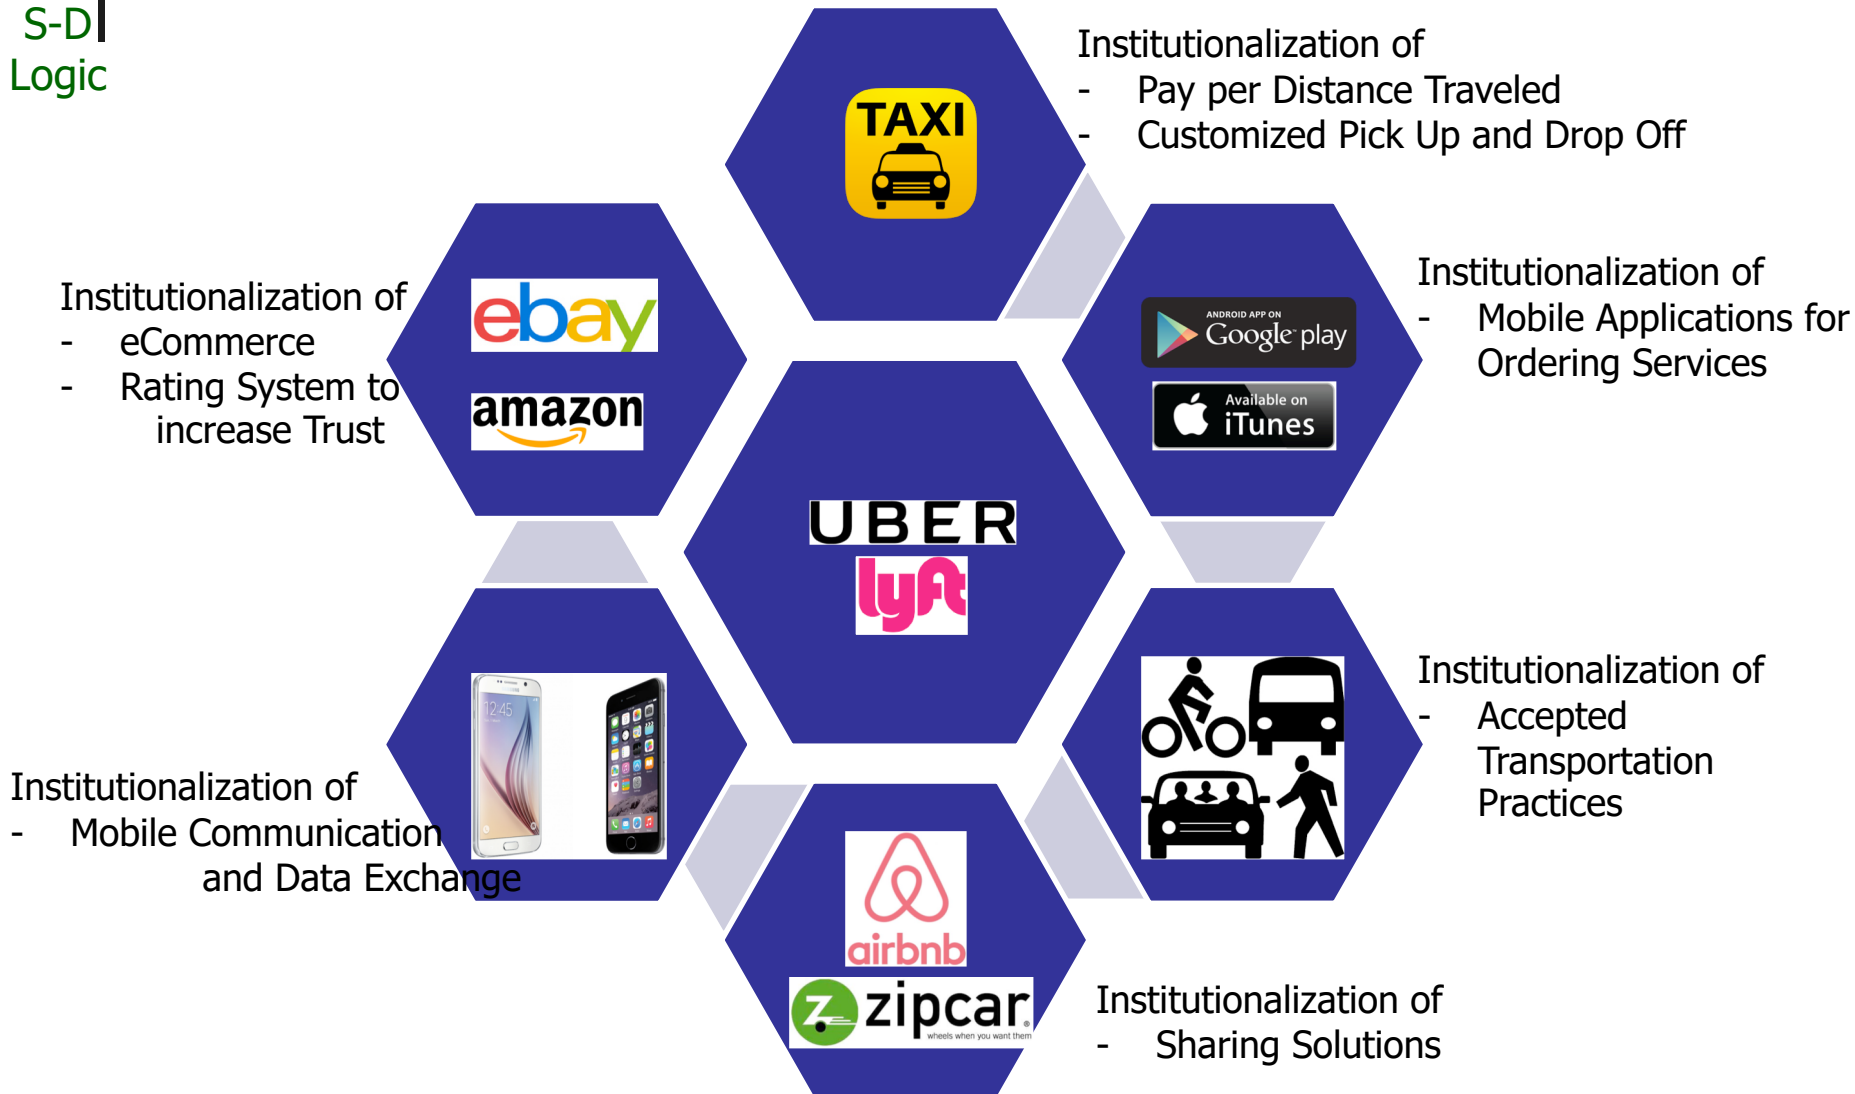 S-D
Logic
TAXI
Institutionalization of
- Pay per Distance Traveled
- Customized Pick Up and Drop Off
Institutionalization of
- eCommerce
- Rating System to
increase Trust
ebay
amazon
ANDROID APP ON
Google play
Available on
iTunes
Institutionalization of
- Mobile Applications for
Ordering Services
UBER
lyft
Institutionalization of
- Mobile Communication
and Data Exchange
12:45
Institutionalization of
- Accepted
Transportation
Practices
airbnb
Z
zipcar
wheels when you want them
Institutionalization of
- Sharing Solutions